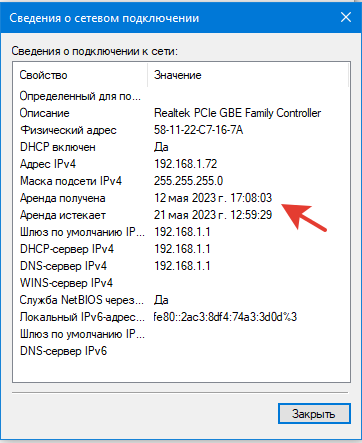 Сведения о сетевом подключении
Сведения о подключении к сети:
Свойство Значение
Определенный для по...
Описание Realtek PCIe GBE Family Controller
Физический адрес 58-11-22-C7-16-7A
DHCP включен Да
Адрес IPv4 192.168.1.72
Маска подсети IPv4 255.255.255.0
Аренда получена 12 мая 2023 г. 17:08:03
Аренда истекает 21 мая 2023 г. 12:59:29
Шлюз по умолчанию IP... 192.168.1.1
DHCP-сервер IPv4 192.168.1.1
DNS-сервер IPv4 192.168.1.1
WINS-сервер IPv4
Служба NetBIOS через... Да
Локальный IPv6-адрес... fe80::2ac3:8df4:74a3:3d0d%3
Шлюз по умолчанию IP...
DNS-сервер IPv6
Закрыть